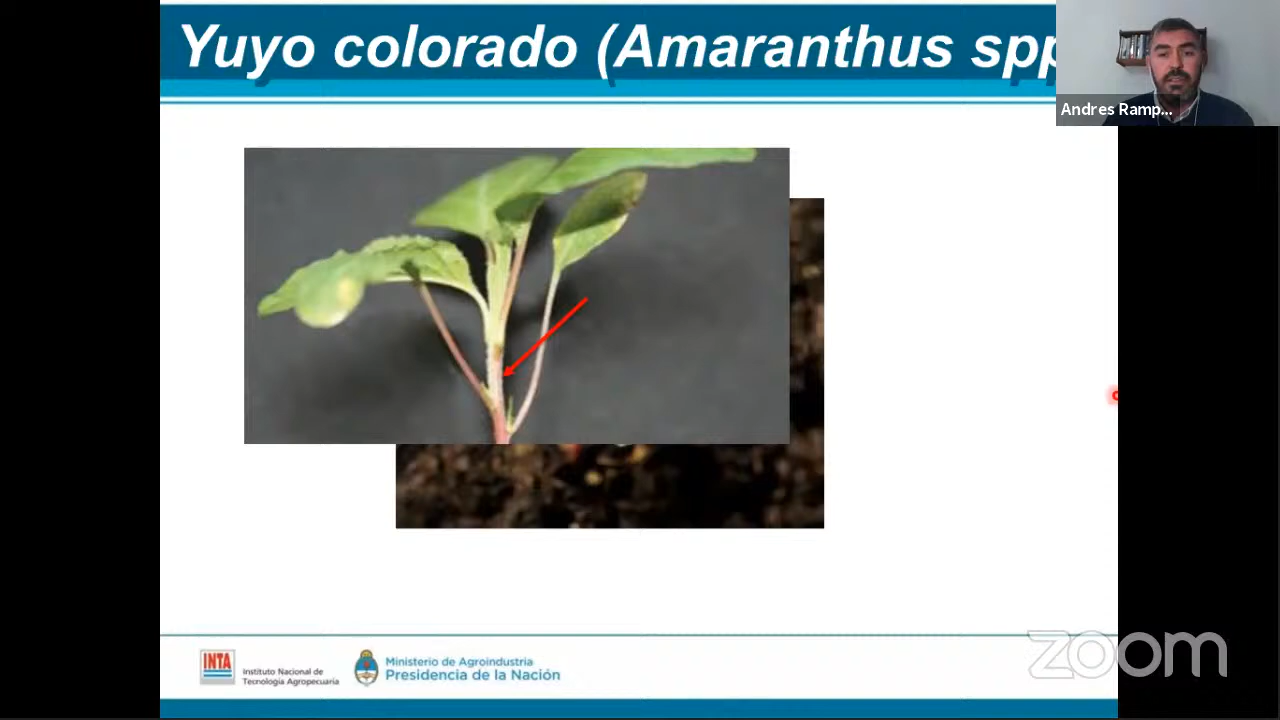 Yuyo colorado (Amaranthus spp
Andres Ramp...
INTA
Instituto Nacional de
Tecnología Agropecuaria
Ministerio de Agroindustria
Presidencia de la Nación
zoom